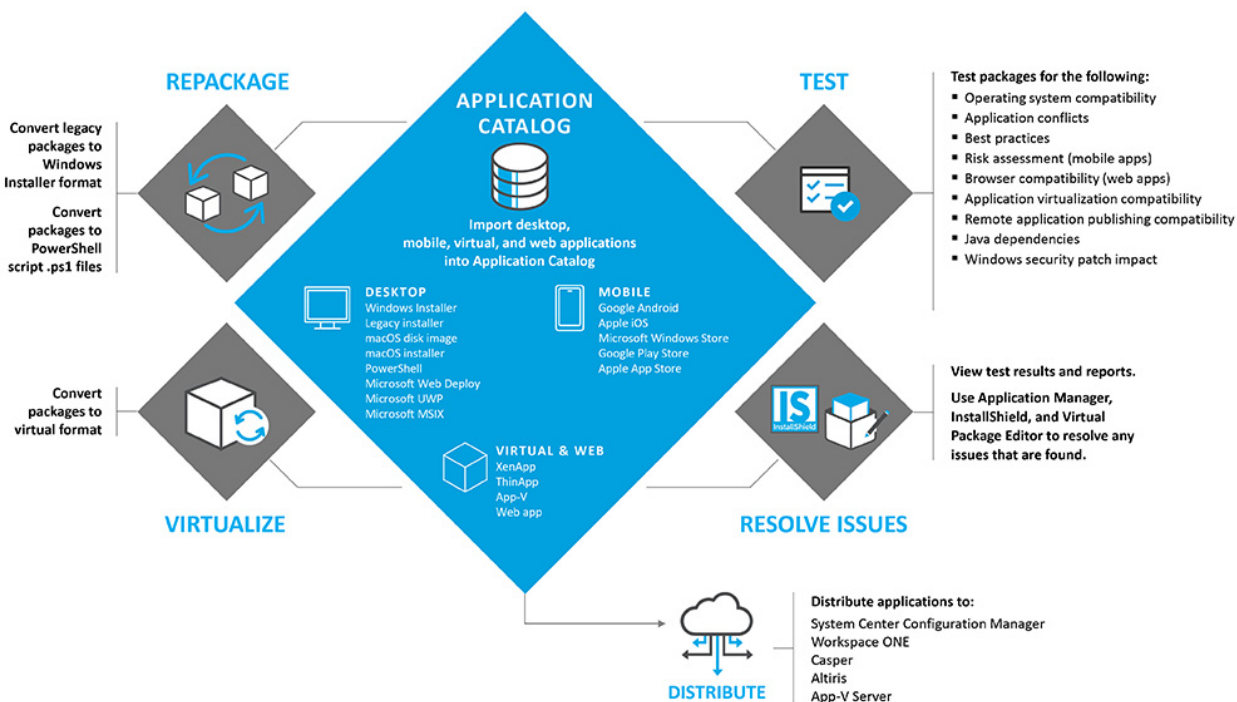 REPACKAGE
Convert legacy
packages to
Windows
Installer format
Convert
packages to
PowerShell
script .ps1 files
APPLICATION
CATALOG
Import desktop,
mobile, virtual, and web applications
into Application Catalog
DESKTOP
Windows Installer
Legacy installer
macOS disk image
macOS installer
PowerShell
Microsoft Web Deploy
Microsoft UWP
Microsoft MSIX
MOBILE
Google Android
Apple iOS
Microsoft Windows Store
Google Play Store
Apple App Store
VIRTUAL & WEB
XenApp
ThinApp
App-V
Web app
TEST
Test packages for the following:
▪ Operating system compatibility
▪ Application conflicts
▪ Best practices
▪ Risk assessment (mobile apps)
▪ Browser compatibility (web apps)
▪ Application virtualization compatibility
▪ Remote application publishing compatibility
▪ Java dependencies
▪ Windows security patch impact
Convert
packages to
virtual format
VIRTUALIZE
IS
InstallShield
RESOLVE ISSUES
View test results and reports.
Use Application Manager,
InstallShield, and Virtual
Package Editor to resolve any
issues that are found.
DISTRIBUTE
Distribute applications to:
System Center Configuration Manager
Workspace ONE
Casper
Altiris
App-V Server